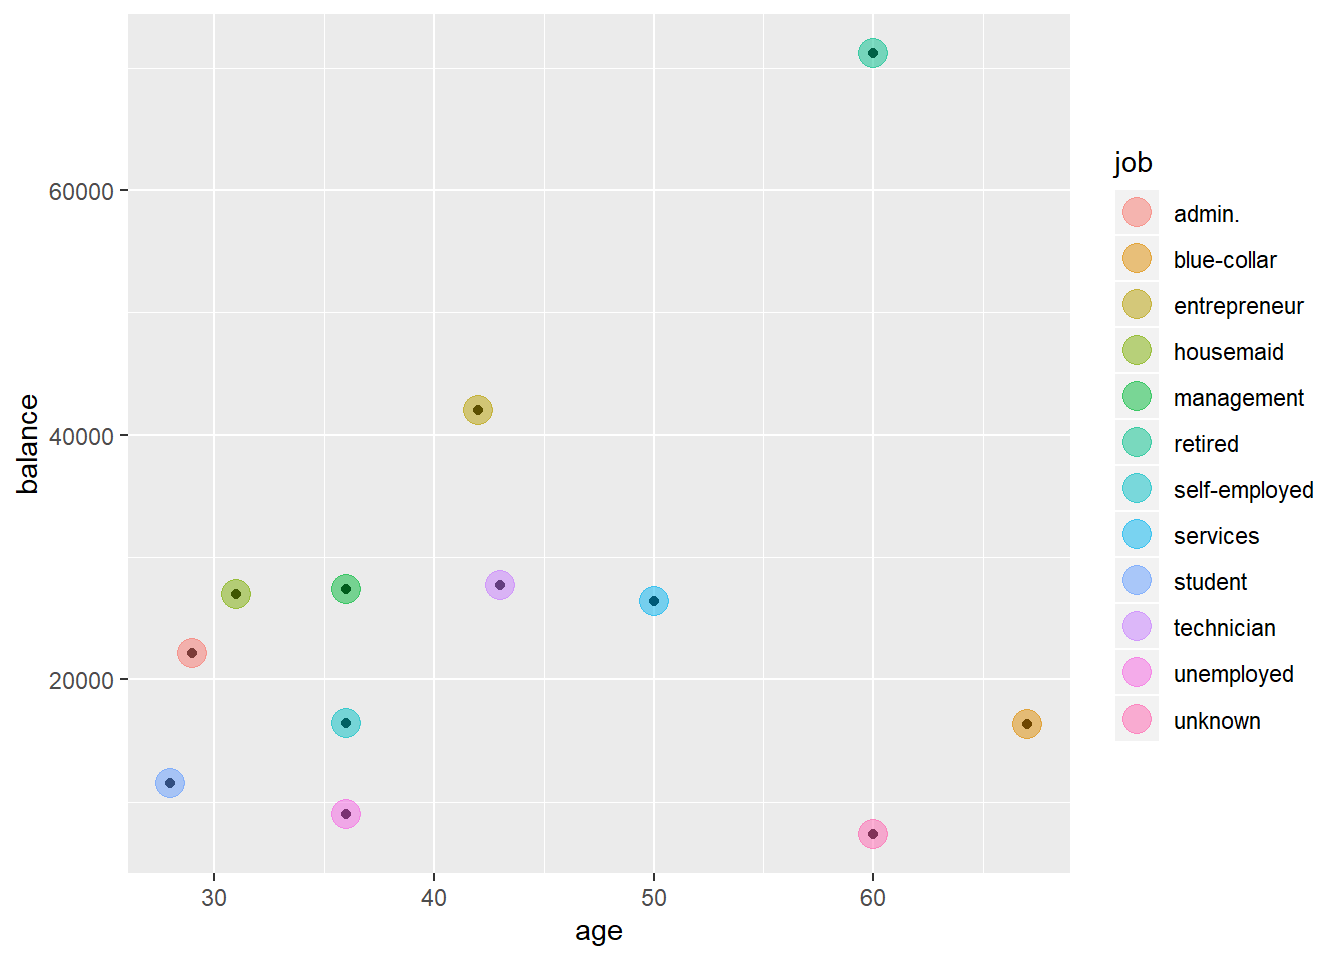 60000
40000
20000
balance
30 40 50 60
age
job
admin.
blue-collar
entrepreneur
housemaid
management
retired
self-employed
services
student
technician
unemployed
unknown